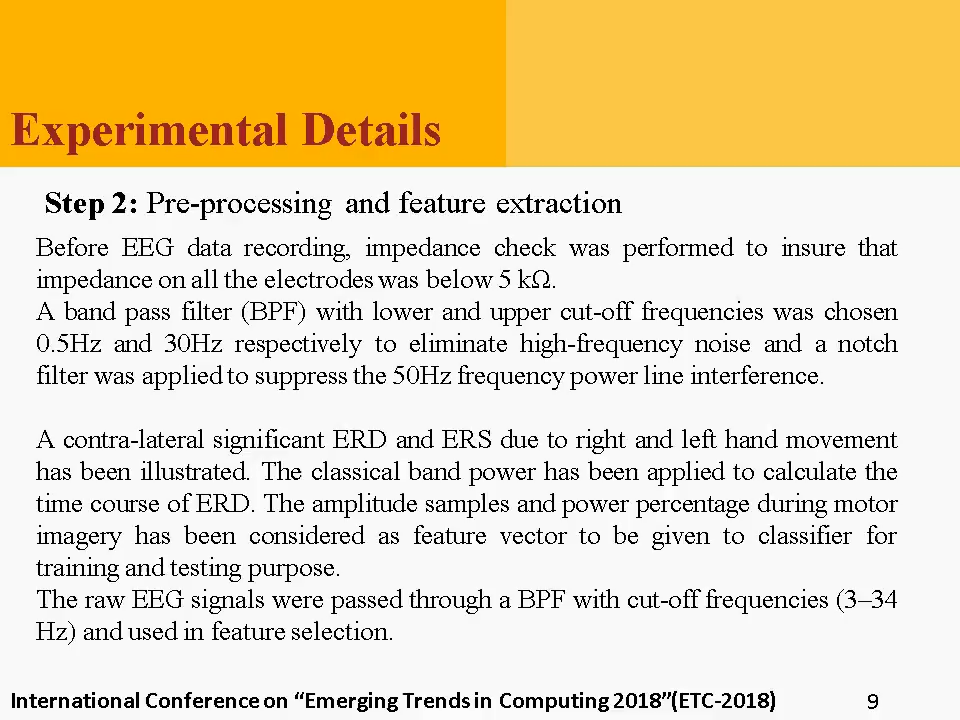 Experimental Details
Step 2: Pre-processing and feature extraction
Before EEG data recording, impedance check was performed to insure that
impedance on all the electrodes was below 5 kΩ.
A band pass filter (BPF) with lower and upper cut-off frequencies was chosen
0.5Hz and 30Hz respectively to eliminate high-frequency noise and a notch
filter was applied to suppress the 50Hz frequency power line interference.
A contra-lateral significant ERD and ERS due to right and left hand movement
has been illustrated. The classical band power has been applied to calculate the
time course of ERD. The amplitude samples and power percentage during motor
imagery has been considered as feature vector to be given to classifier for
training and testing purpose.
The raw EEG signals were passed through a BPF with cut-off frequencies (3–34
Hz) and used in feature selection.
International Conference on “Emerging Trends in Computing 2018”(ETC-2018)
9